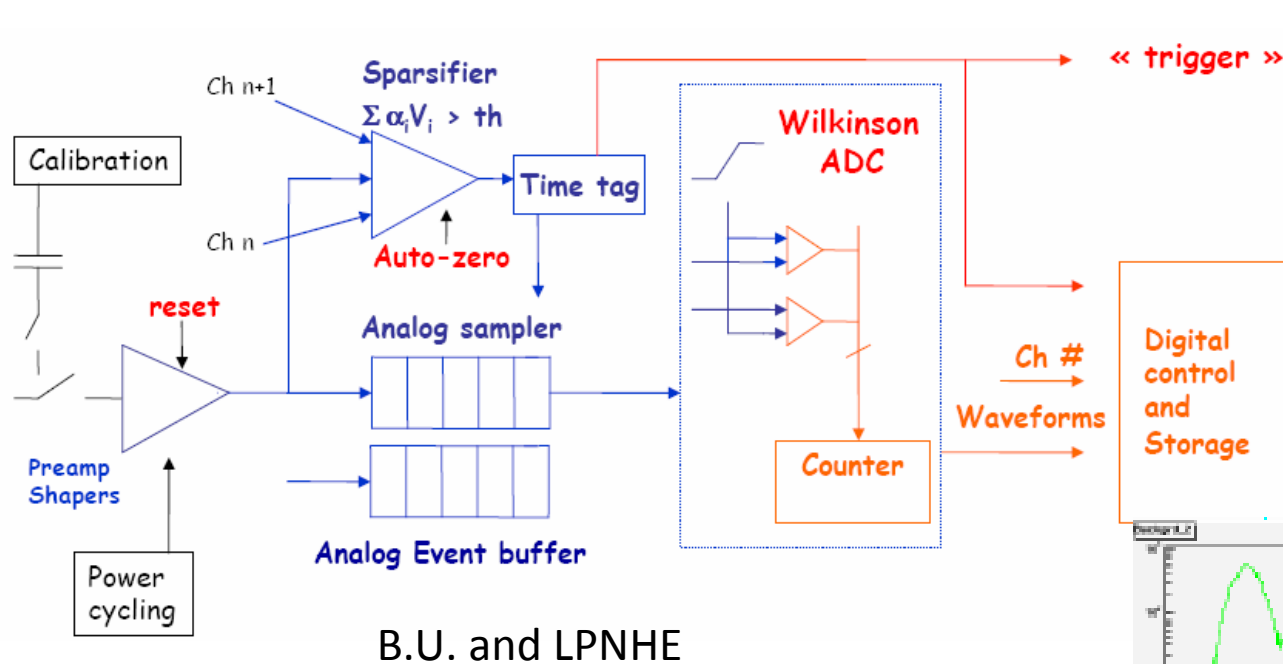 « trigger »
Sparsifier
Σ αᵢVᵢ > th
Ch n+1
Wilkinson
ADC
Calibration
Time tag
Ch n
Auto-zero
reset
Analog sampler
Digital
control
and
Storage
Ch #
Waveforms
Preamp
Shapers
Counter
Analog Event buffer
Power
cycling
B.U. and LPNHE